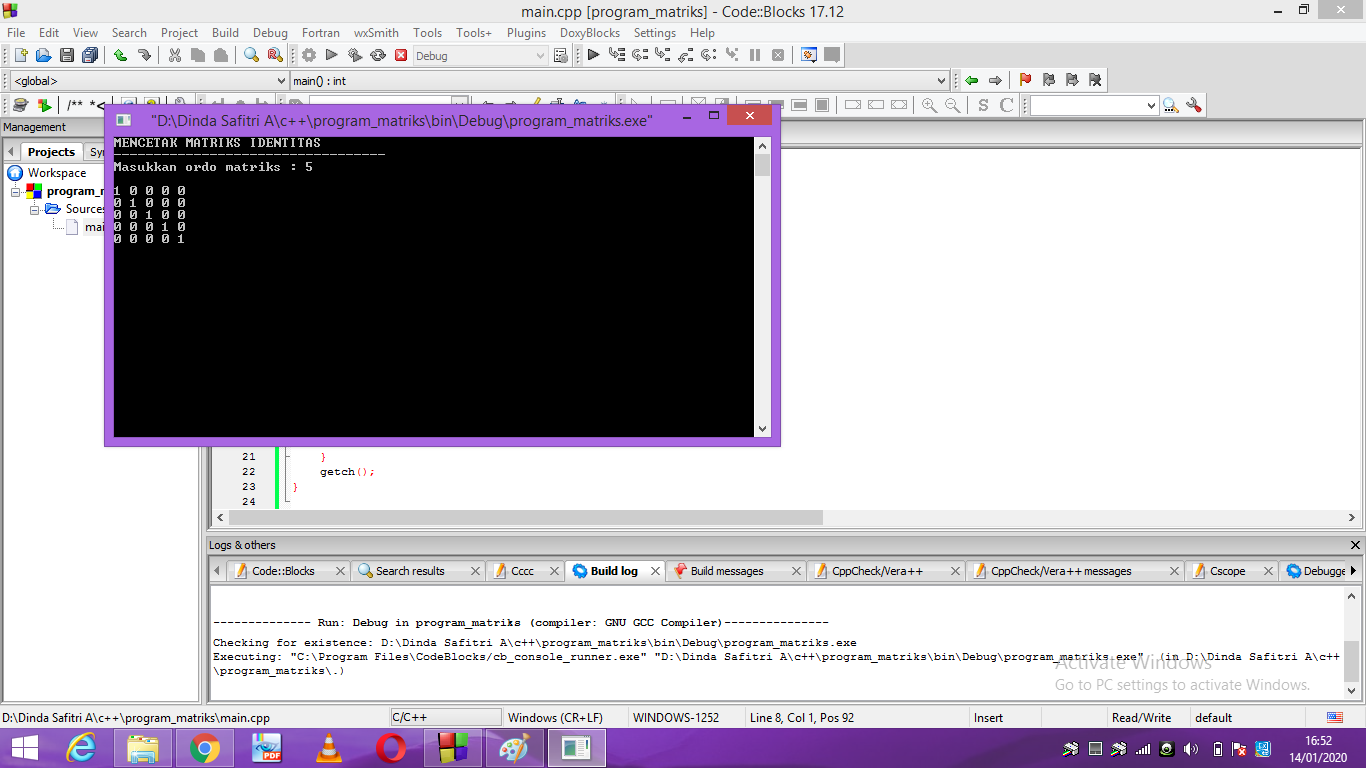 main.cpp [program_matriks] - Code::Blocks 17.12
File Edit View Search Project Build Debug Fortran wxSmith Tools Tools+ Plugins DoxyBlocks Settings Help
Debug
<global> main() : int
/** *<
S C
Management
"D:\Dinda Safitri A\c++\program_matriks\bin\Debug\program_matriks.exe"
Projects Sy
Workspace
program_m
Sources
mai
MENCETAK MATRIKS IDENTITAS
----------------------------------
Masukkan ordo matriks : 5
1 0 0 0 0
0 1 0 0 0
0 0 1 0 0
0 0 0 1 0
0 0 0 0 1
21 }
22 getch();
23 }
24
Logs & others
Code::Blocks Search results Cccc Build log Build messages CppCheck/Vera++ CppCheck/Vera++ messages Cscope Debugge
-------------- Run: Debug in program_matriks (compiler: GNU GCC Compiler)---------------
Checking for existence: D:\Dinda Safitri A\c++\program_matriks\bin\Debug\program_matriks.exe
Executing: "C:\Program Files\CodeBlocks/cb_console_runner.exe" "D:\Dinda Safitri A\c++\program_matriks\bin\Debug\program_matriks.exe" (in D:\Dinda Safitri A\c++
\program_matriks\.)
Activate Windows
Go to PC settings to activate Windows.
D:\Dinda Safitri A\c++\program_matriks\main.cpp C/C++ Windows (CR+LF) WINDOWS-1252 Line 8, Col 1, Pos 92 Insert Read/Write default
PDF
16:52
14/01/2020